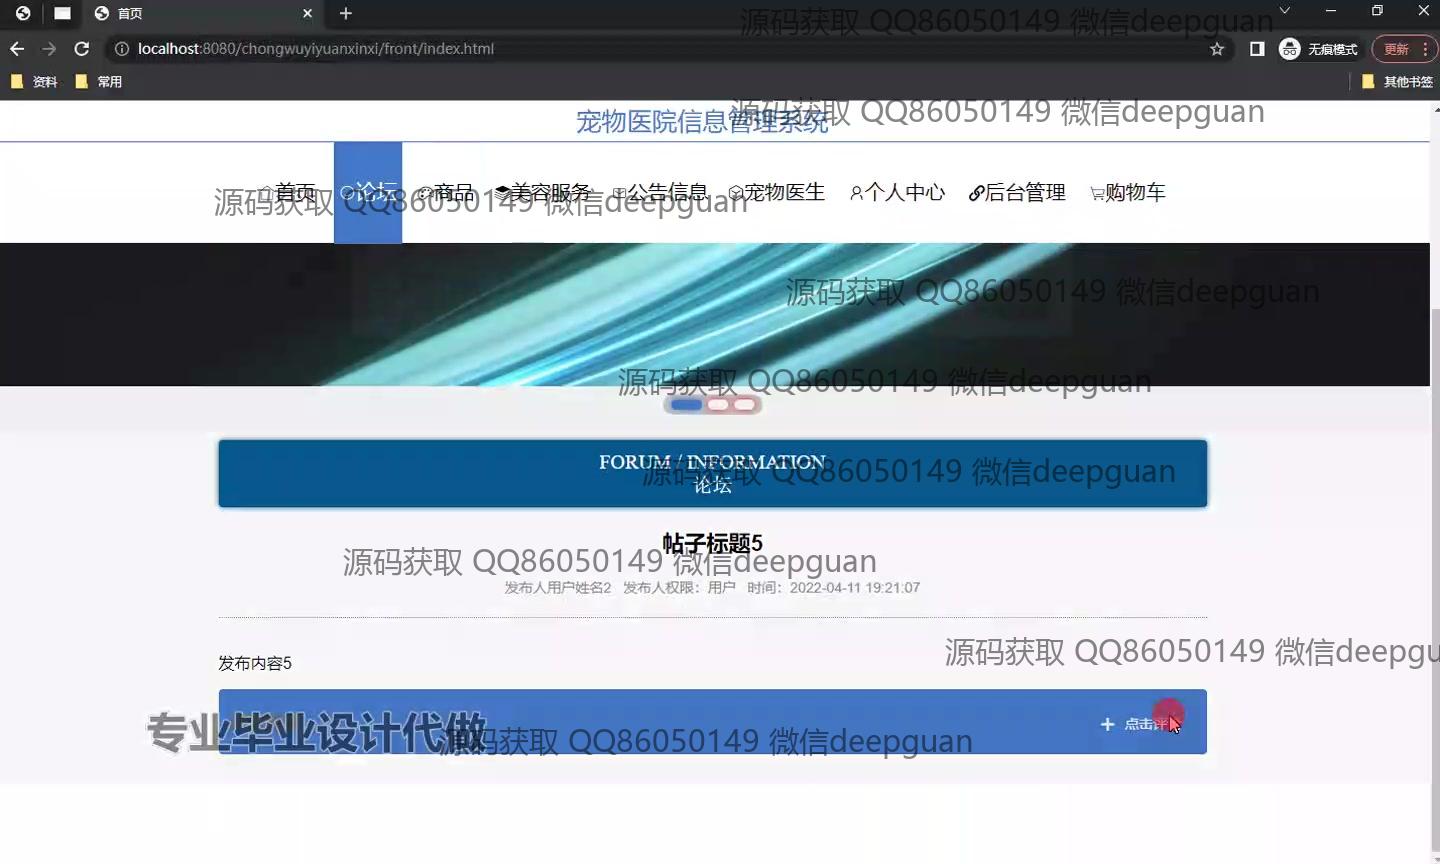 首页
源码获取 QQ86050149 微信deepguan
localhost:8080/chongwuyiyuanxinxi/front/index.html
无痕模式
更新
资料
常用
其他书签
宠物医院信息管理系统
源码获取 QQ86050149 微信deepguan
首页
论坛
商品
美容服务
公告信息
宠物医生
个人中心
后台管理
购物车
源码获取 QQ86050149 微信deepguan
源码获取 QQ86050149 微信deepguan
源码获取 QQ86050149 微信deepguan
FORUM / INFORMATION
源码获取 QQ86050149 微信deepguan
论坛
帖子标题5
源码获取 QQ86050149 微信deepguan
发布人用户姓名2 发布人权限：用户 时间：2022-04-11 19:21:07
源码获取 QQ86050149 微信deepgu
发布内容5
点击评
专业毕业设计代做
源码获取 QQ86050149 微信deepguan